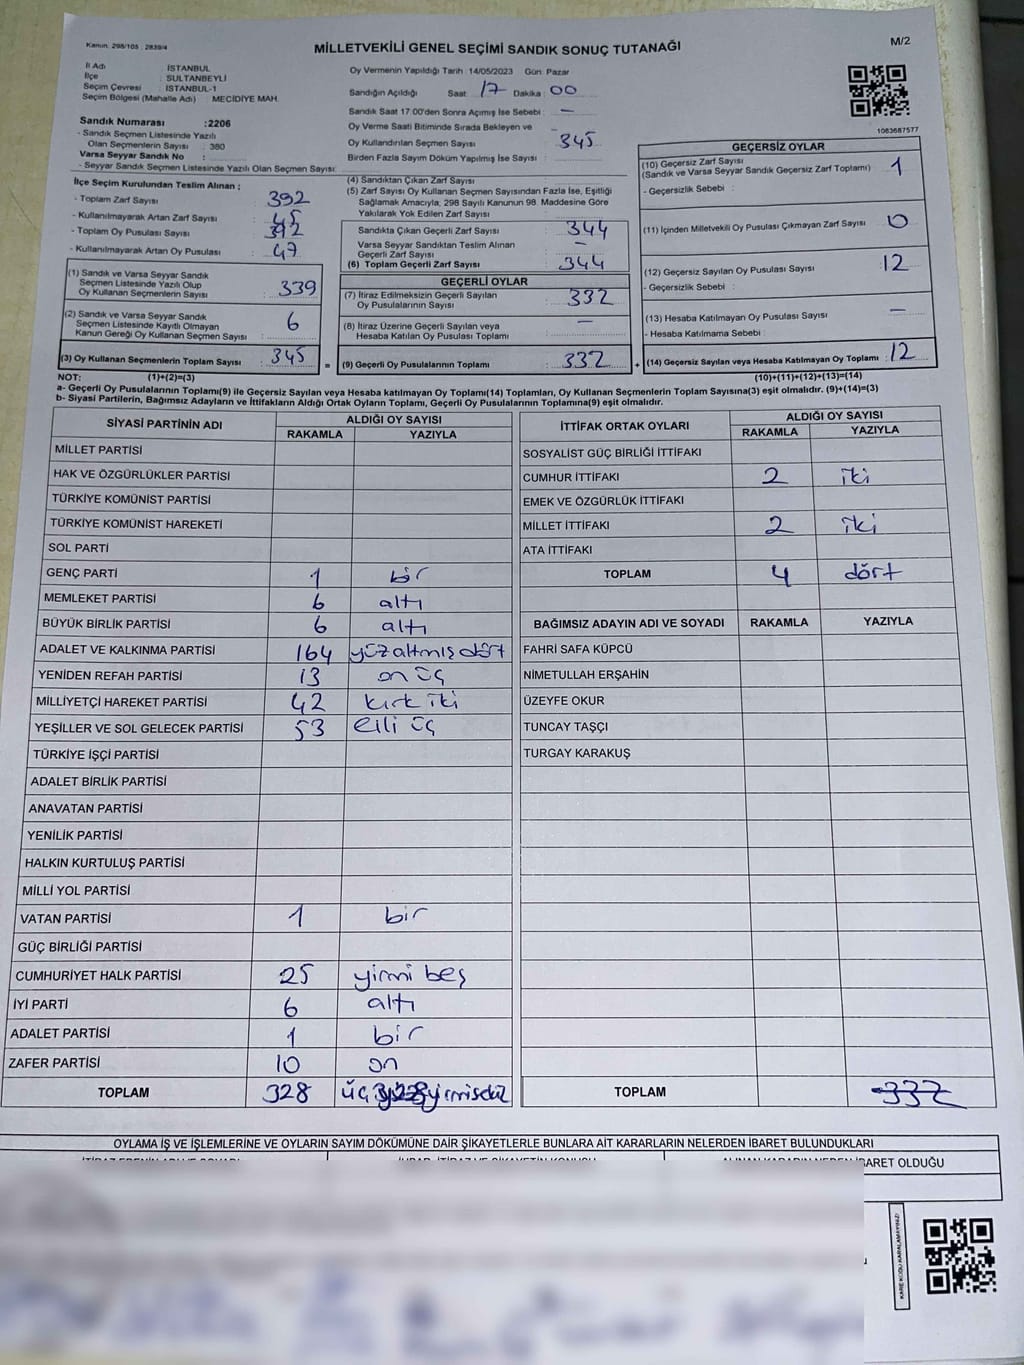 Kanun. 298/105 : 2839/4
MİLLETVEKİLİ GENEL SEÇİMİ SANDIK SONUÇ TUTANAĞI
M/2
İl Adı : İSTANBUL
İlçe : SULTANBEYLİ
Seçim Çevresi : İSTANBUL-1
Seçim Bölgesi (Mahalle Adı) MECİDİYE MAH.
Sandık Numarası :2206
- Sandık Seçmen Listesinde Yazılı
Olan Seçmenlerin Sayısı : 380
Varsa Seyyar Sandık No :
- Seyyar Sandık Seçmen Listesinde Yazılı Olan Seçmen Sayısı:
Oy Vermenin Yapıldığı Tarih :14/05/2023 Gün: Pazar
Sandığın Açıldığı Saat : 17 Dakika : 00
Sandık Saat 17.00'den Sonra Açımış İse Sebebi : —
Oy Verme Saati Bitiminde Sırada Bekleyen ve
Oy Kullandırılan Seçmen Sayısı : 345
Birden Fazla Sayım Döküm Yapılmış İse Sayısı :
1083687577
İlçe Seçim Kurulundan Teslim Alınan ;
- Toplam Zarf Sayısı : 392
- Kullanılmayarak Artan Zarf Sayısı : 45
- Toplam Oy Pusulası Sayısı : 392
- Kullanılmayarak Artan Oy Pusulası : 47
(1) Sandık ve Varsa Seyyar Sandık
Seçmen Listesinde Yazılı Olup
Oy Kullanan Seçmenlerin Sayısı : 339
(2) Sandık ve Varsa Seyyar Sandık
Seçmen Listesinde Kayıtlı Olmayan
Kanun Gereği Oy Kullanan Seçmen Sayısı : 6
(3) Oy Kullanan Seçmenlerin Toplam Sayısı : 345
(4) Sandıktan Çıkan Zarf Sayısı
(5) Zarf Sayısı Oy Kullanan Seçmen Sayısından Fazla İse, Eşitliği
Sağlamak Amacıyla, 298 Sayılı Kanunun 98. Maddesine Göre
Yakılarak Yok Edilen Zarf Sayısı :
Sandıkta Çıkan Geçerli Zarf Sayısı : 344
Varsa Seyyar Sandıktan Teslim Alınan
Geçerli Zarf Sayısı : —
(6) Toplam Geçerli Zarf Sayısı : 344
GEÇERLİ OYLAR
(7) İtiraz Edilmeksizin Geçerli Sayılan
Oy Pusulalarının Sayısı : 332
(8) İtiraz Üzerine Geçerli Sayılan veya
Hesaba Katılan Oy Pusulaları Toplamı : —
= (9) Geçerli Oy Pusulalarının Toplamı : 332
GEÇERSİZ OYLAR
(10) Geçersiz Zarf Sayısı
(Sandık ve Varsa Seyyar Sandık Geçersiz Zarf Toplamı) : 1
- Geçersizlik Sebebi :
(11) İçinden Milletvekili Oy Pusulası Çıkmayan Zarf Sayısı : 0
(12) Geçersiz Sayılan Oy Pusulası Sayısı : 12
- Geçersizlik Sebebi :
(13) Hesaba Katılmayan Oy Pusulası Sayısı : —
- Hesaba Katılmama Sebebi :
+ (14) Geçersiz Sayılan veya Hesaba Katılmayan Oy Toplamı : 12
NOT: (1)+(2)=(3) (10)+(11)+(12)+(13)=(14)
a- Geçerli Oy Pusulalarının Toplamı(9) ile Geçersiz Sayılan veya Hesaba katılmayan Oy Toplamı(14) Toplamları, Oy Kullanan Seçmenlerin Toplam Sayısına(3) eşit olmalıdır. (9)+(14)=(3)
b- Siyasi Partilerin, Bağımsız Adayların ve İttifakların Aldığı Ortak Oyların Toplamı, Geçerli Oy Pusulalarının Toplamına(9) eşit olmalıdır.
SİYASİ PARTİNİN ADI ALDIĞI OY SAYISI
RAKAMLA YAZIYLA
MİLLET PARTİSİ
HAK VE ÖZGÜRLÜKLER PARTİSİ
TÜRKİYE KOMÜNİST PARTİSİ
TÜRKİYE KOMÜNİST HAREKETİ
SOL PARTİ
GENÇ PARTİ 1 bir
MEMLEKET PARTİSİ 6 altı
BÜYÜK BİRLİK PARTİSİ 6 altı
ADALET VE KALKINMA PARTİSİ 164 yüzaltmışdört
YENİDEN REFAH PARTİSİ 13 on üç
MİLLİYETÇİ HAREKET PARTİSİ 42 kırk iki
YEŞİLLER VE SOL GELECEK PARTİSİ 53 elli üç
TÜRKİYE İŞÇİ PARTİSİ
ADALET BİRLİK PARTİSİ
ANAVATAN PARTİSİ
YENİLİK PARTİSİ
HALKIN KURTULUŞ PARTİSİ
MİLLİ YOL PARTİSİ
VATAN PARTİSİ 1 bir
GÜÇ BİRLİĞİ PARTİSİ
CUMHURİYET HALK PARTİSİ 25 yirmi beş
İYİ PARTİ 6 altı
ADALET PARTİSİ 1 bir
ZAFER PARTİSİ 10 on
TOPLAM 328 üç
İTTİFAK ORTAK OYLARI ALDIĞI OY SAYISI
RAKAMLA YAZIYLA
SOSYALİST GÜÇ BİRLİĞİ İTTİFAKI
CUMHUR İTTİFAKI 2 iki
EMEK VE ÖZGÜRLÜK İTTİFAKI
MİLLET İTTİFAKI 2 iki
ATA İTTİFAKI
TOPLAM 4 dört
BAĞIMSIZ ADAYIN ADI VE SOYADI RAKAMLA YAZIYLA
FAHRİ SAFA KÜPCÜ
NİMETULLAH ERŞAHİN
ÜZEYFE OKUR
TUNCAY TAŞÇI
TURGAY KARAKUŞ
TOPLAM 332
OYLAMA İŞ VE İŞLEMLERİNE VE OYLARIN SAYIM DÖKÜMÜNE DAİR ŞİKAYETLERLE BUNLARA AİT KARARLARIN NELERDEN İBARET BULUNDUKLARI
İBARET OLDUĞU
KARE KODU KARALAMAYINIZ!